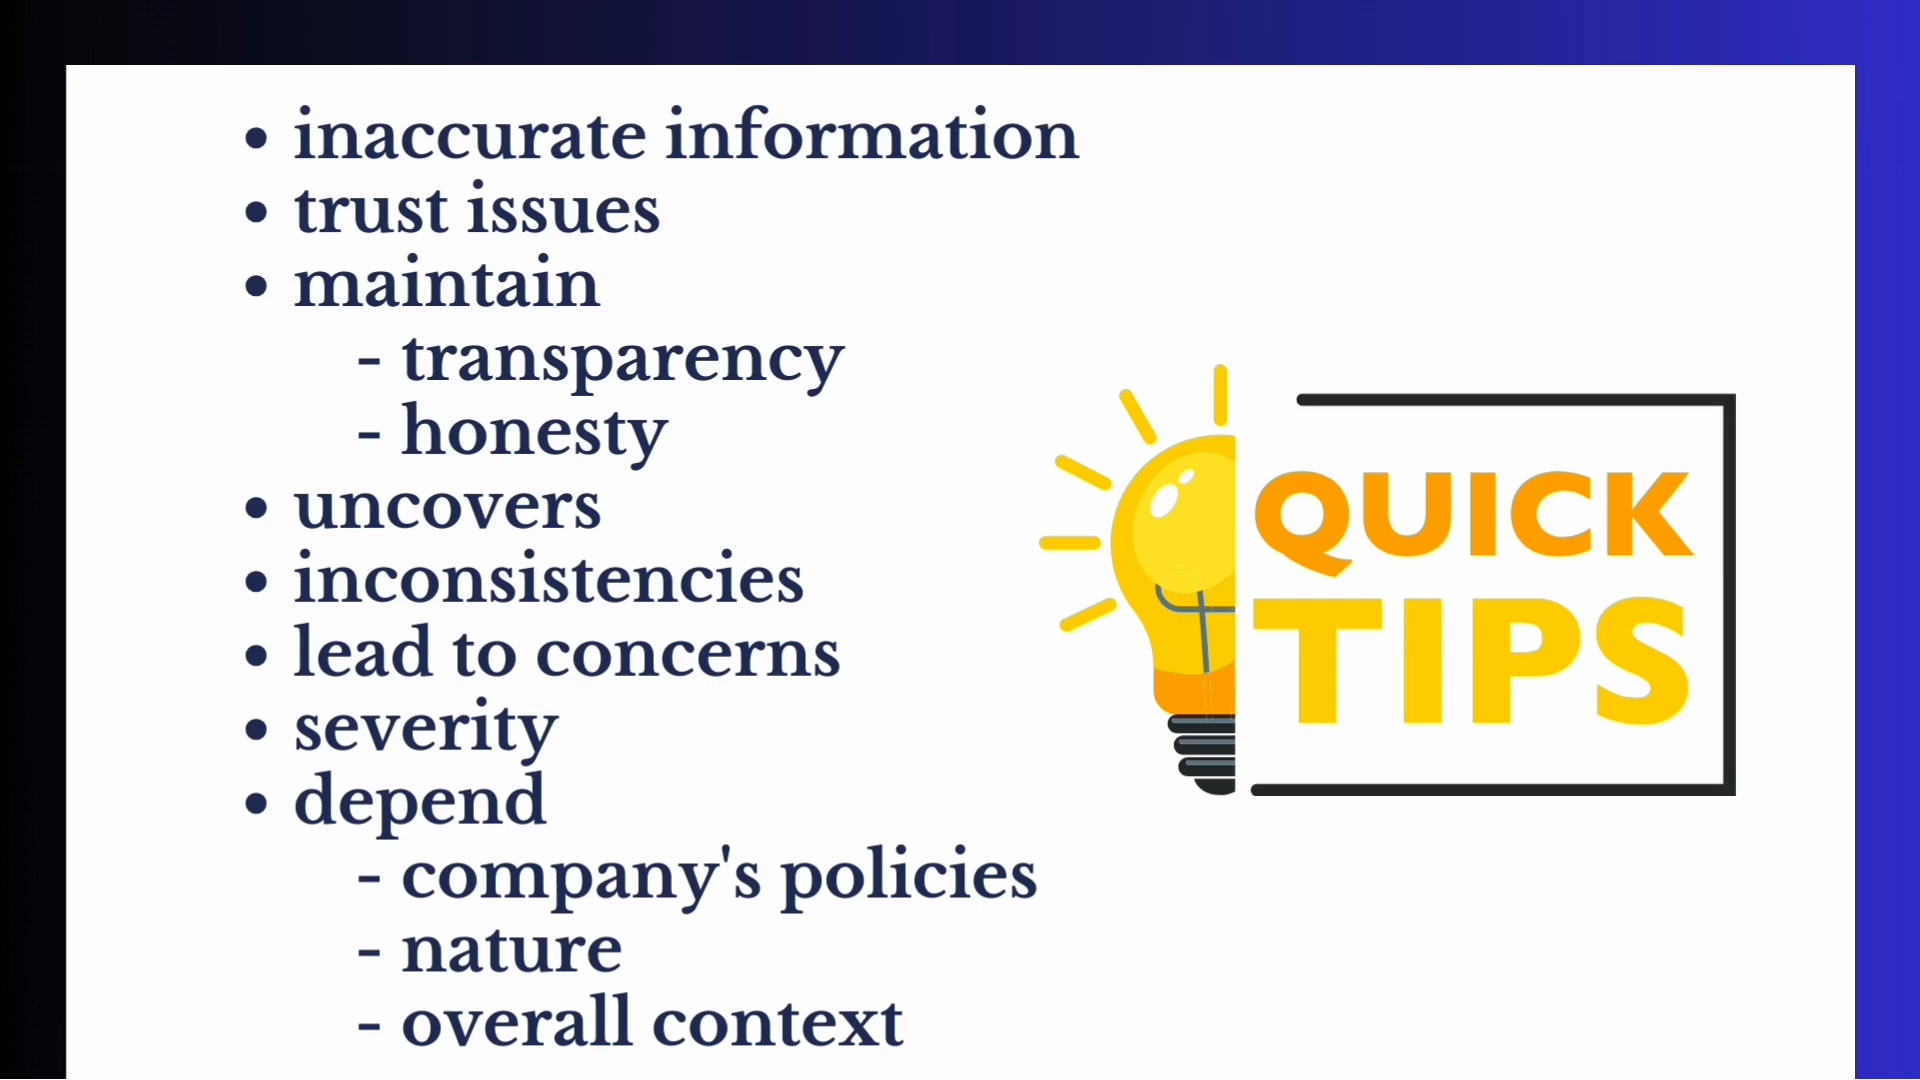 • inaccurate information
• trust issues
• maintain
- transparency
- honesty
• uncovers
• inconsistencies
• lead to concerns
• severity
• depend
- company's policies
- nature
- overall context
QUICK
TIPS